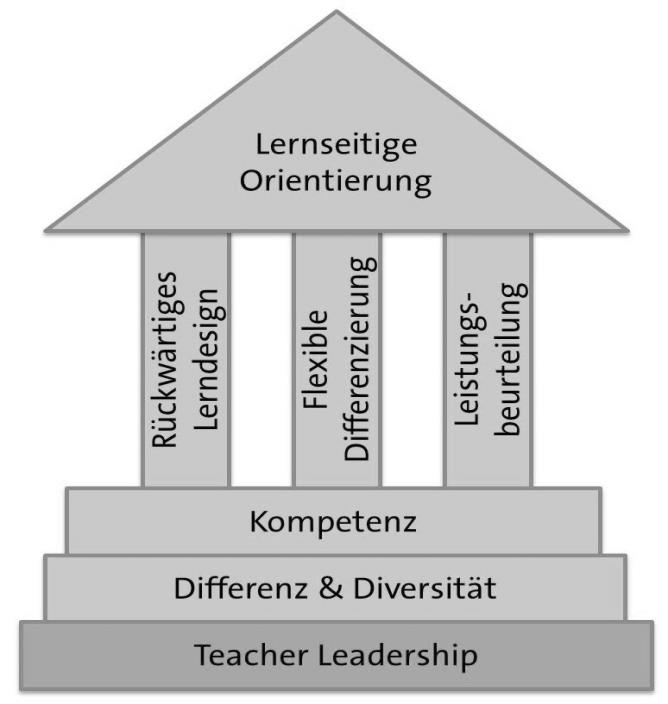 Lernseitige
Orientierung
Rückwärtiges
Lerndesign
Flexible
Differenzierung
Leistungs-
beurteilung
Kompetenz
Differenz & Diversität
Teacher Leadership